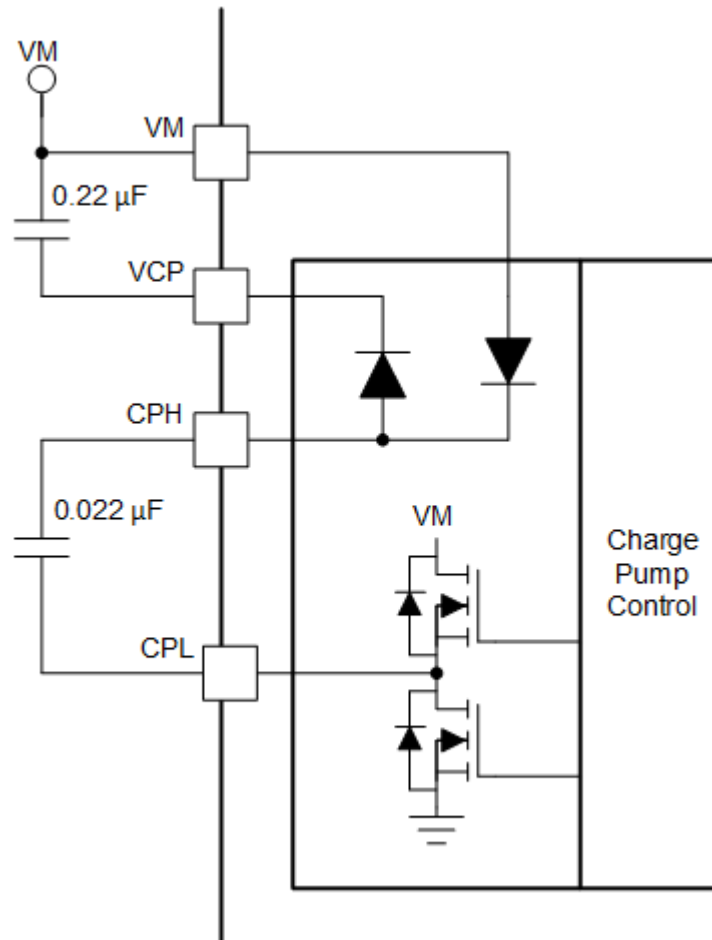 VM
VM
0.22 µF
VCP
CPH
0.022 µF
VM
Charge
Pump
Control
CPL